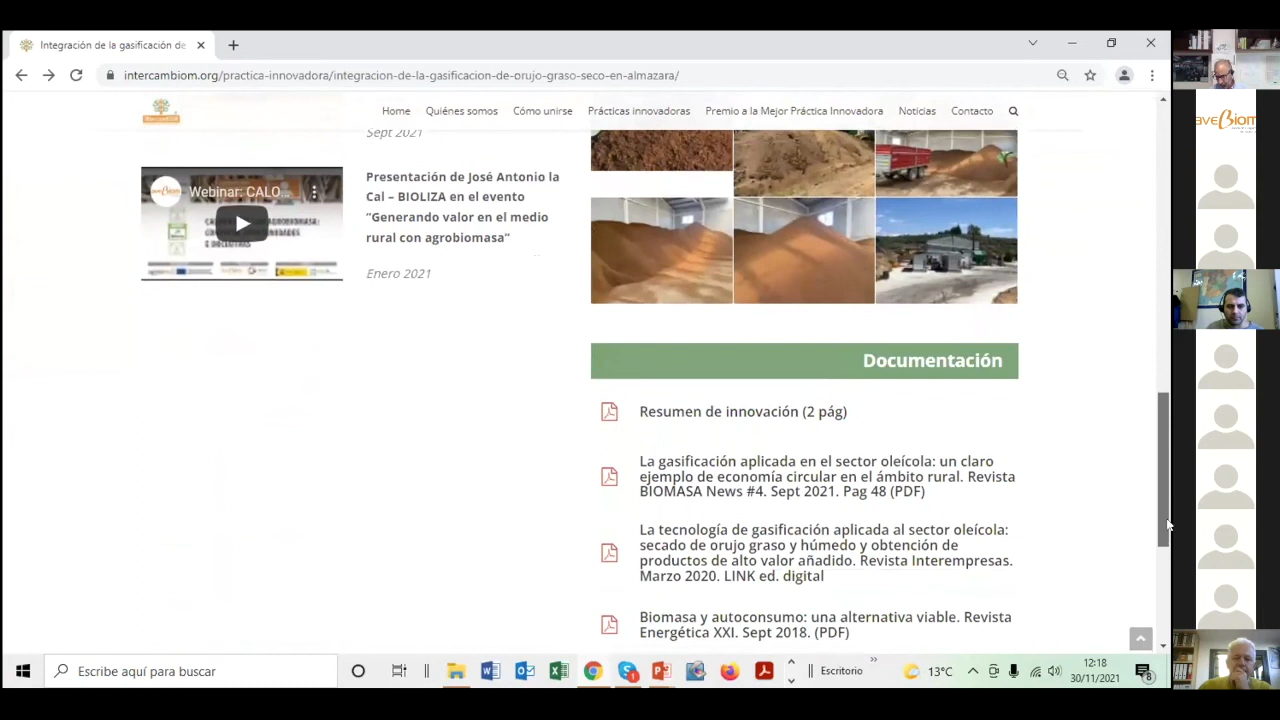 Integración de la gasificación de
intercambiom.org/practica-innovadora/integracion-de-la-gasificacion-de-orujo-graso-seco-en-almazara/
Home Quiénes somos Cómo unirse Prácticas innovadoras Premio a la Mejor Práctica Innovadora Noticias Contacto
Sept 2021
Webinar: CALO...
Presentación de José Antonio la
Cal – BIOLIZA en el evento
“Generando valor en el medio
rural con agrobiomasa”
Enero 2021
Documentación
Resumen de innovación (2 pág)
La gasificación aplicada en el sector oleícola: un claro
ejemplo de economía circular en el ámbito rural. Revista
BIOMASA News #4. Sept 2021. Pag 48 (PDF)
La tecnología de gasificación aplicada al sector oleícola:
secado de orujo graso y húmedo y obtención de
productos de alto valor añadido. Revista Interempresas.
Marzo 2020. LINK ed. digital
Biomasa y autoconsumo: una alternativa viable. Revista
Energética XXI. Sept 2018. (PDF)
aveBiom
Escribe aquí para buscar
Escritorio
13°C
12:18
30/11/2021
8